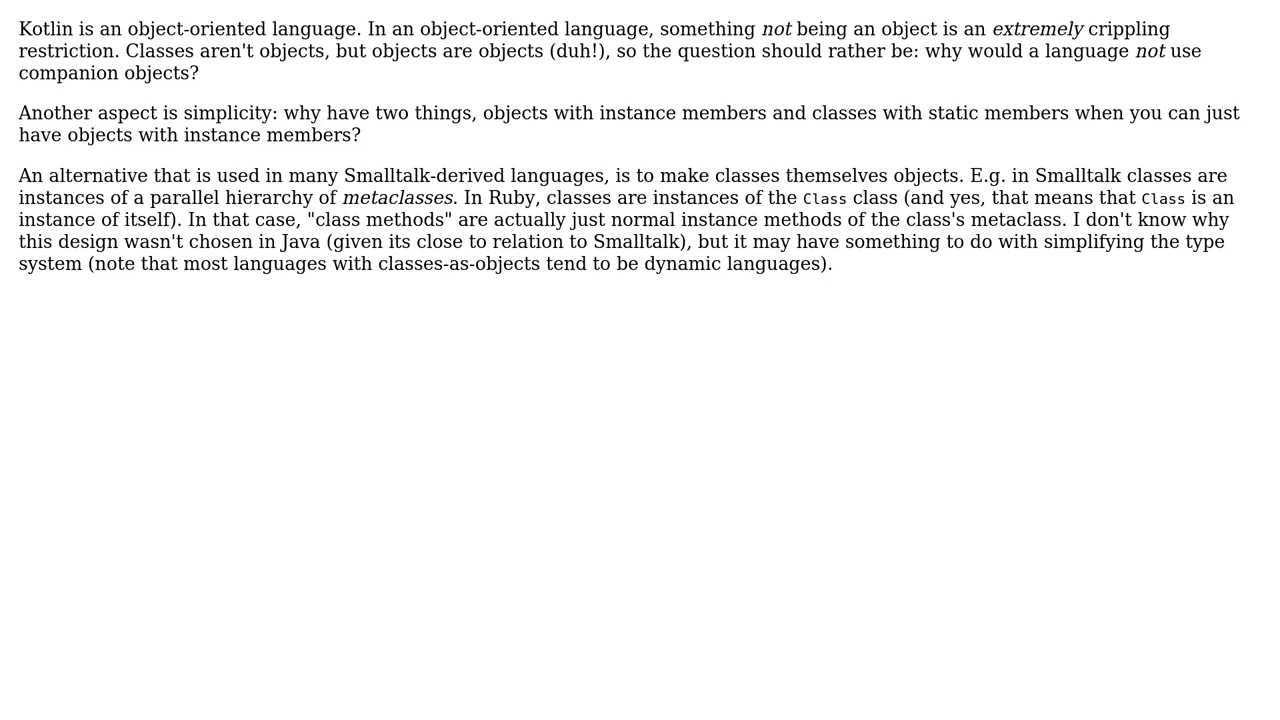 Kotlin is an object-oriented language. In an object-oriented language, something not being an object is an extremely crippling
restriction. Classes aren't objects, but objects are objects (duh!), so the question should rather be: why would a language not use
companion objects?
Another aspect is simplicity: why have two things, objects with instance members and classes with static members when you can just
have objects with instance members?
An alternative that is used in many Smalltalk-derived languages, is to make classes themselves objects. E.g. in Smalltalk classes are
instances of a parallel hierarchy of metaclasses. In Ruby, classes are instances of the Class class (and yes, that means that Class is an
instance of itself). In that case, "class methods" are actually just normal instance methods of the class's metaclass. I don't know why
this design wasn't chosen in Java (given its close to relation to Smalltalk), but it may have something to do with simplifying the type
system (note that most languages with classes-as-objects tend to be dynamic languages).